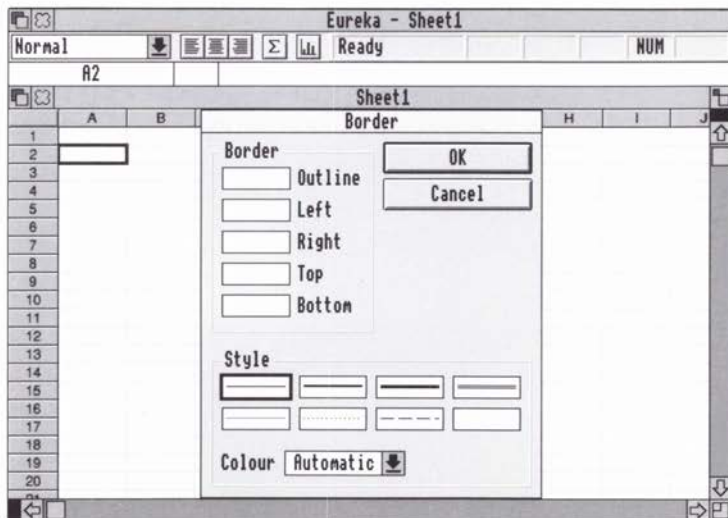 Eureka - Sheet1
Normal Σ Ready NUM
A2
Sheet1
A B H I J
Border
Border
OK
Outline
Cancel
Left
Right
Top
Bottom
Style
Colour Automatic
1
2
3
4
5
6
7
8
9
10
11
12
13
14
15
16
17
18
19
20
21